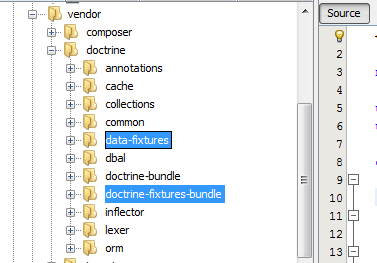 vendor
composer
doctrine
annotations
cache
collections
common
data-fixtures
dbal
doctrine-bundle
doctrine-fixtures-bundle
inflector
lexer
orm
Source
2
3
4
5
6
7
8
9
10
11
12
13